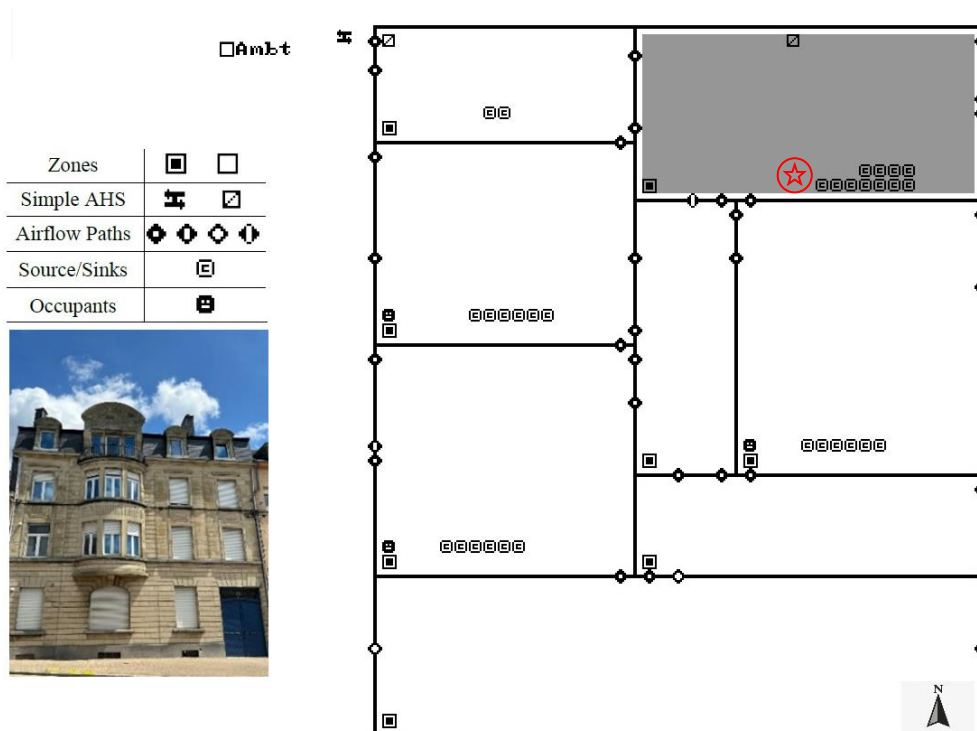 Ambt
Zones
Simple AHS
Airflow Paths
Source/Sinks
Occupants
N